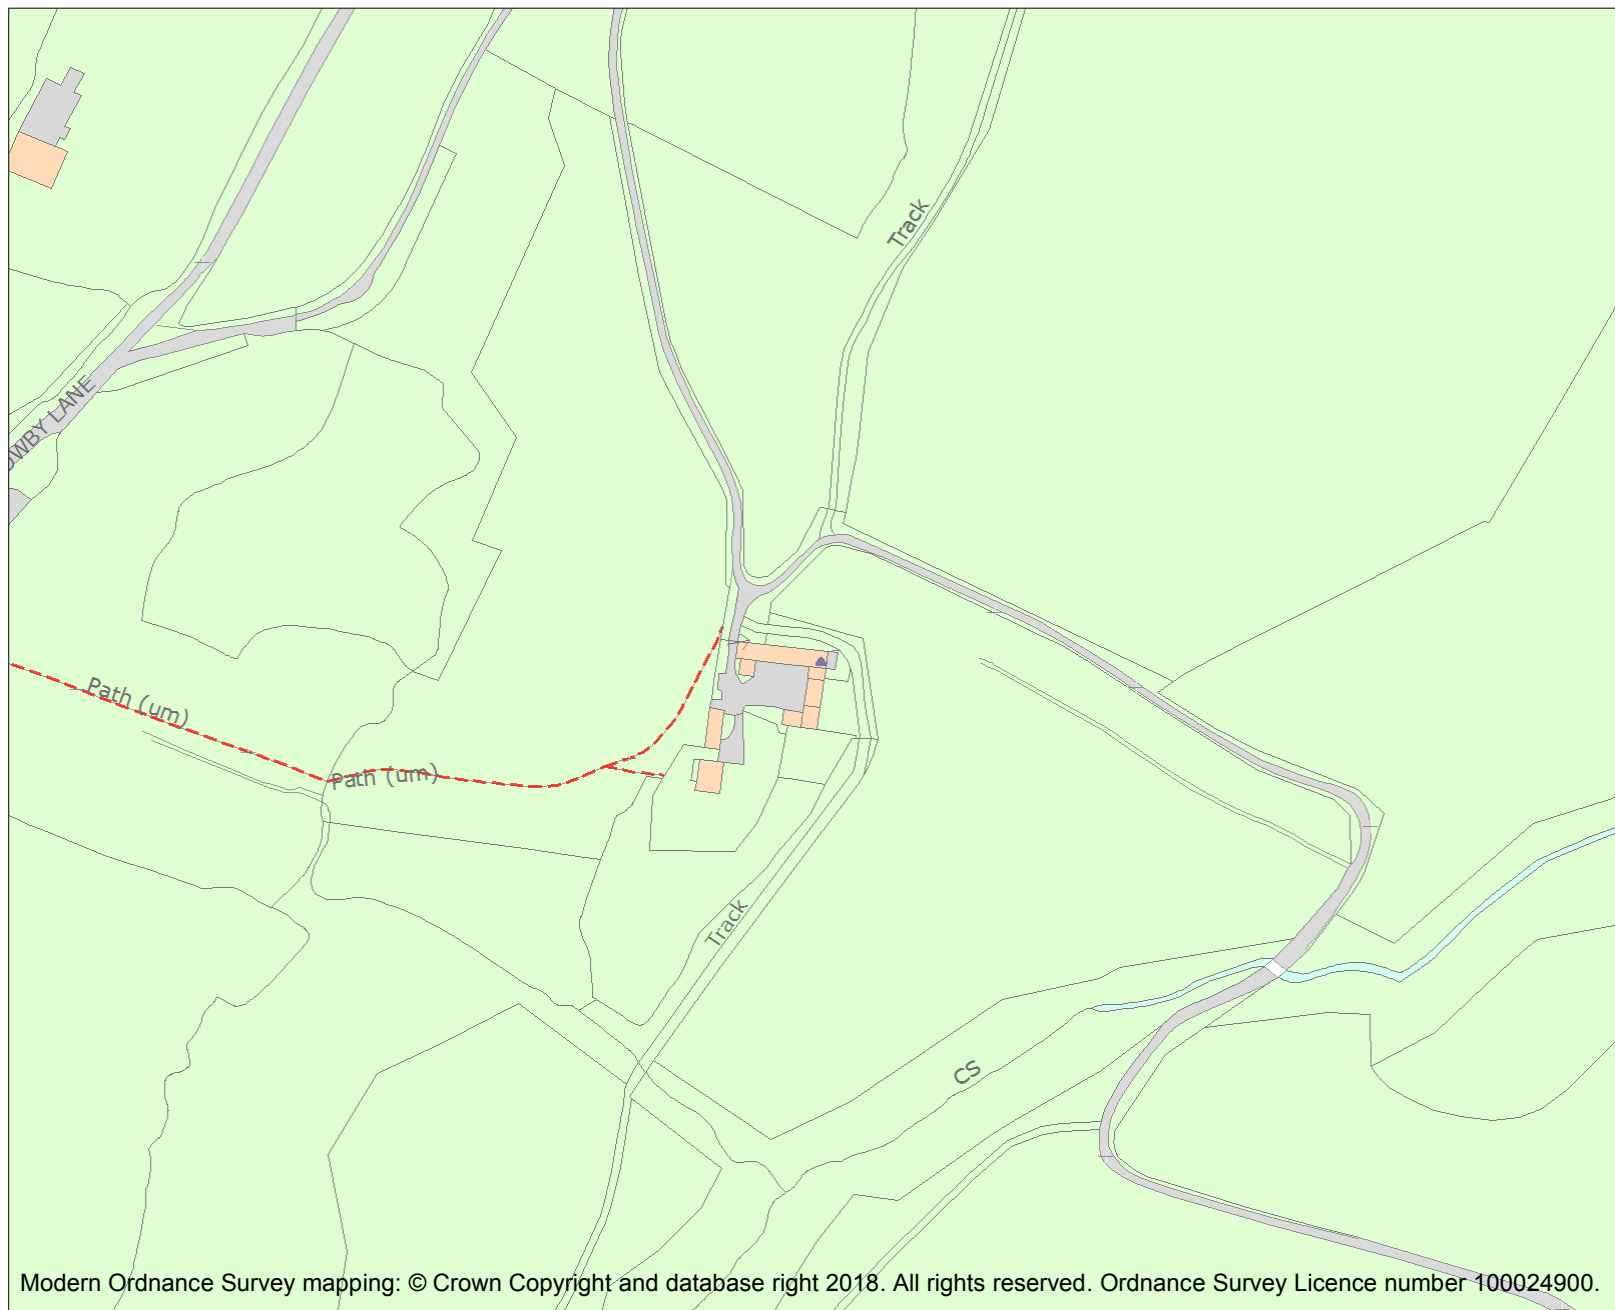 Track
OWBY LANE
Path (um)
Path (um)
Track
CS
Modern Ordnance Survey mapping: © Crown Copyright and database right 2018. All rights reserved. Ordnance Survey Licence number 100024900.